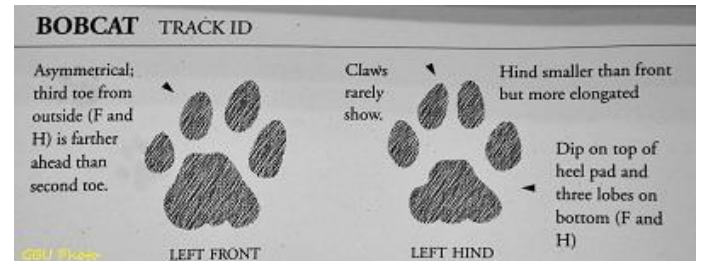 BOBCAT TRACK ID
Asymmetrical;
third toe from
outside (F and
H) is farther
ahead than
second toe.
LEFT FRONT
Claws
rarely
show.
Hind smaller than front
but more elongated
Dip on top of
heel pad and
three lobes on
bottom (F and
H)
LEFT HIND
GBU Photo